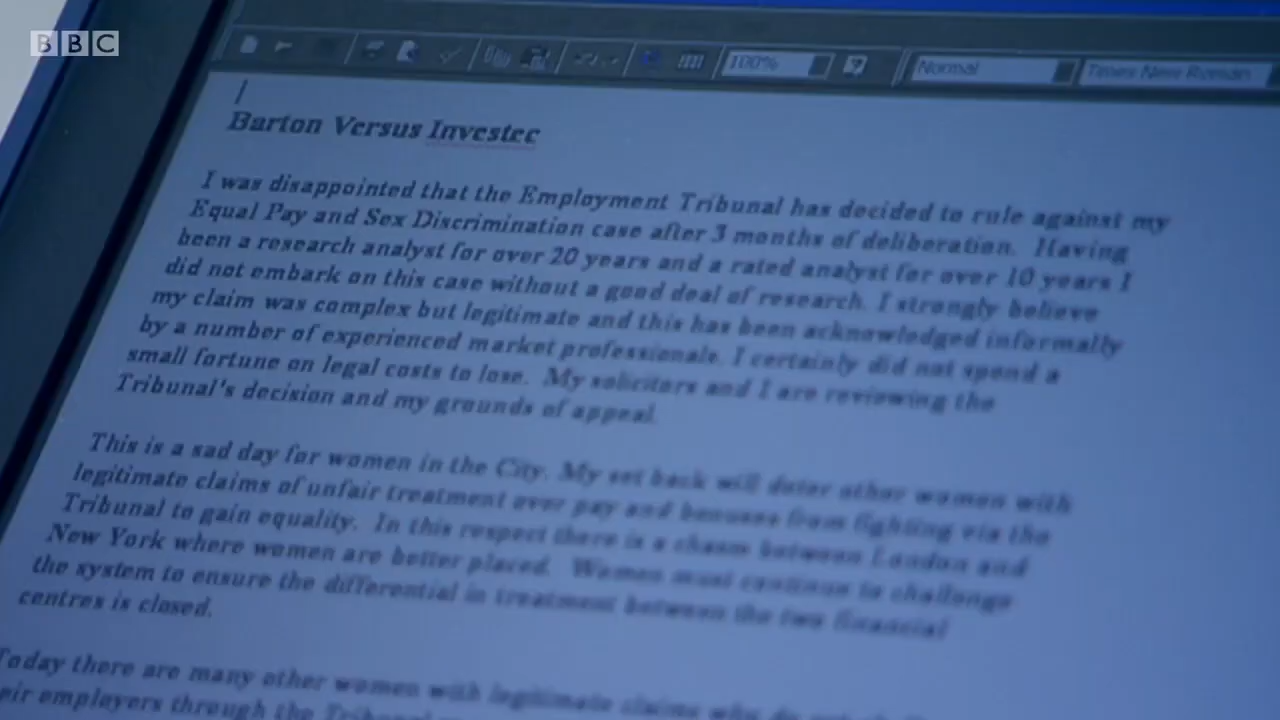 BBC
100%
Normal
Times New Roman
Barton Versus Investec
I was disappointed that the Employment Tribunal has decided to rule against my
Equal Pay and Sex Discrimination case after 3 months of deliberation. Having
been a research analyst for over 20 years and a rated analyst for over 10 years I
did not embark on this case without a good deal of research. I strongly believe
my claim was complex but legitimate and this has been acknowledged informally
by a number of experienced market professionals. I certainly did not spend a
small fortune on legal costs to lose. My solicitors and I are reviewing the
Tribunal's decision and my grounds of appeal.
This is a sad day for women in the City. My set back will deter other women with
legitimate claims of unfair treatment over pay and bonuses from fighting via the
Tribunal to gain equality. In this respect there is a chasm between London and
New York where women are better placed. Women must continue to challenge
the system to ensure the differential in treatment between the two financial
centres is closed.
Today there are many other women with legitimate claims who do not
eir employers through the